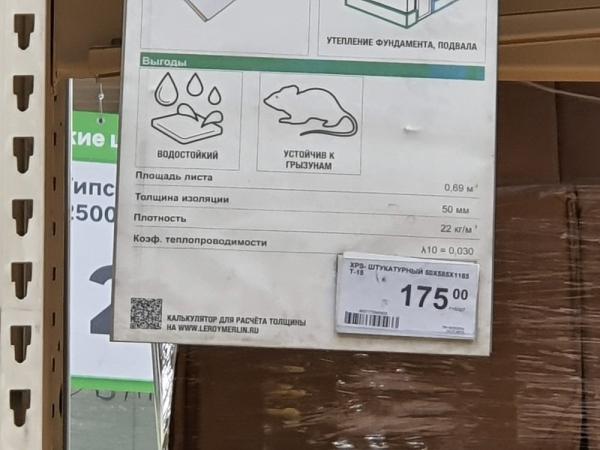 УТЕПЛЕНИЕ ФУНДАМЕНТА, ПОДВАЛА
Выгоды
ВОДОСТОЙКИЙ
УСТОЙЧИВ К
ГРЫЗУНАМ
Площадь листа 0,69 м²
Толщина изоляции 50 мм
Плотность 22 кг/м³
Коэф. теплопроводимости λ10 = 0,030
XPS- ШТУКАТУРНЫЙ 50X585X1185
Т-15
175 00
КАЛЬКУЛЯТОР ДЛЯ РАСЧЁТА ТОЛЩИНЫ
НА WWW.LEROYMERLIN.RU
кие ц
Гипс
2500
2